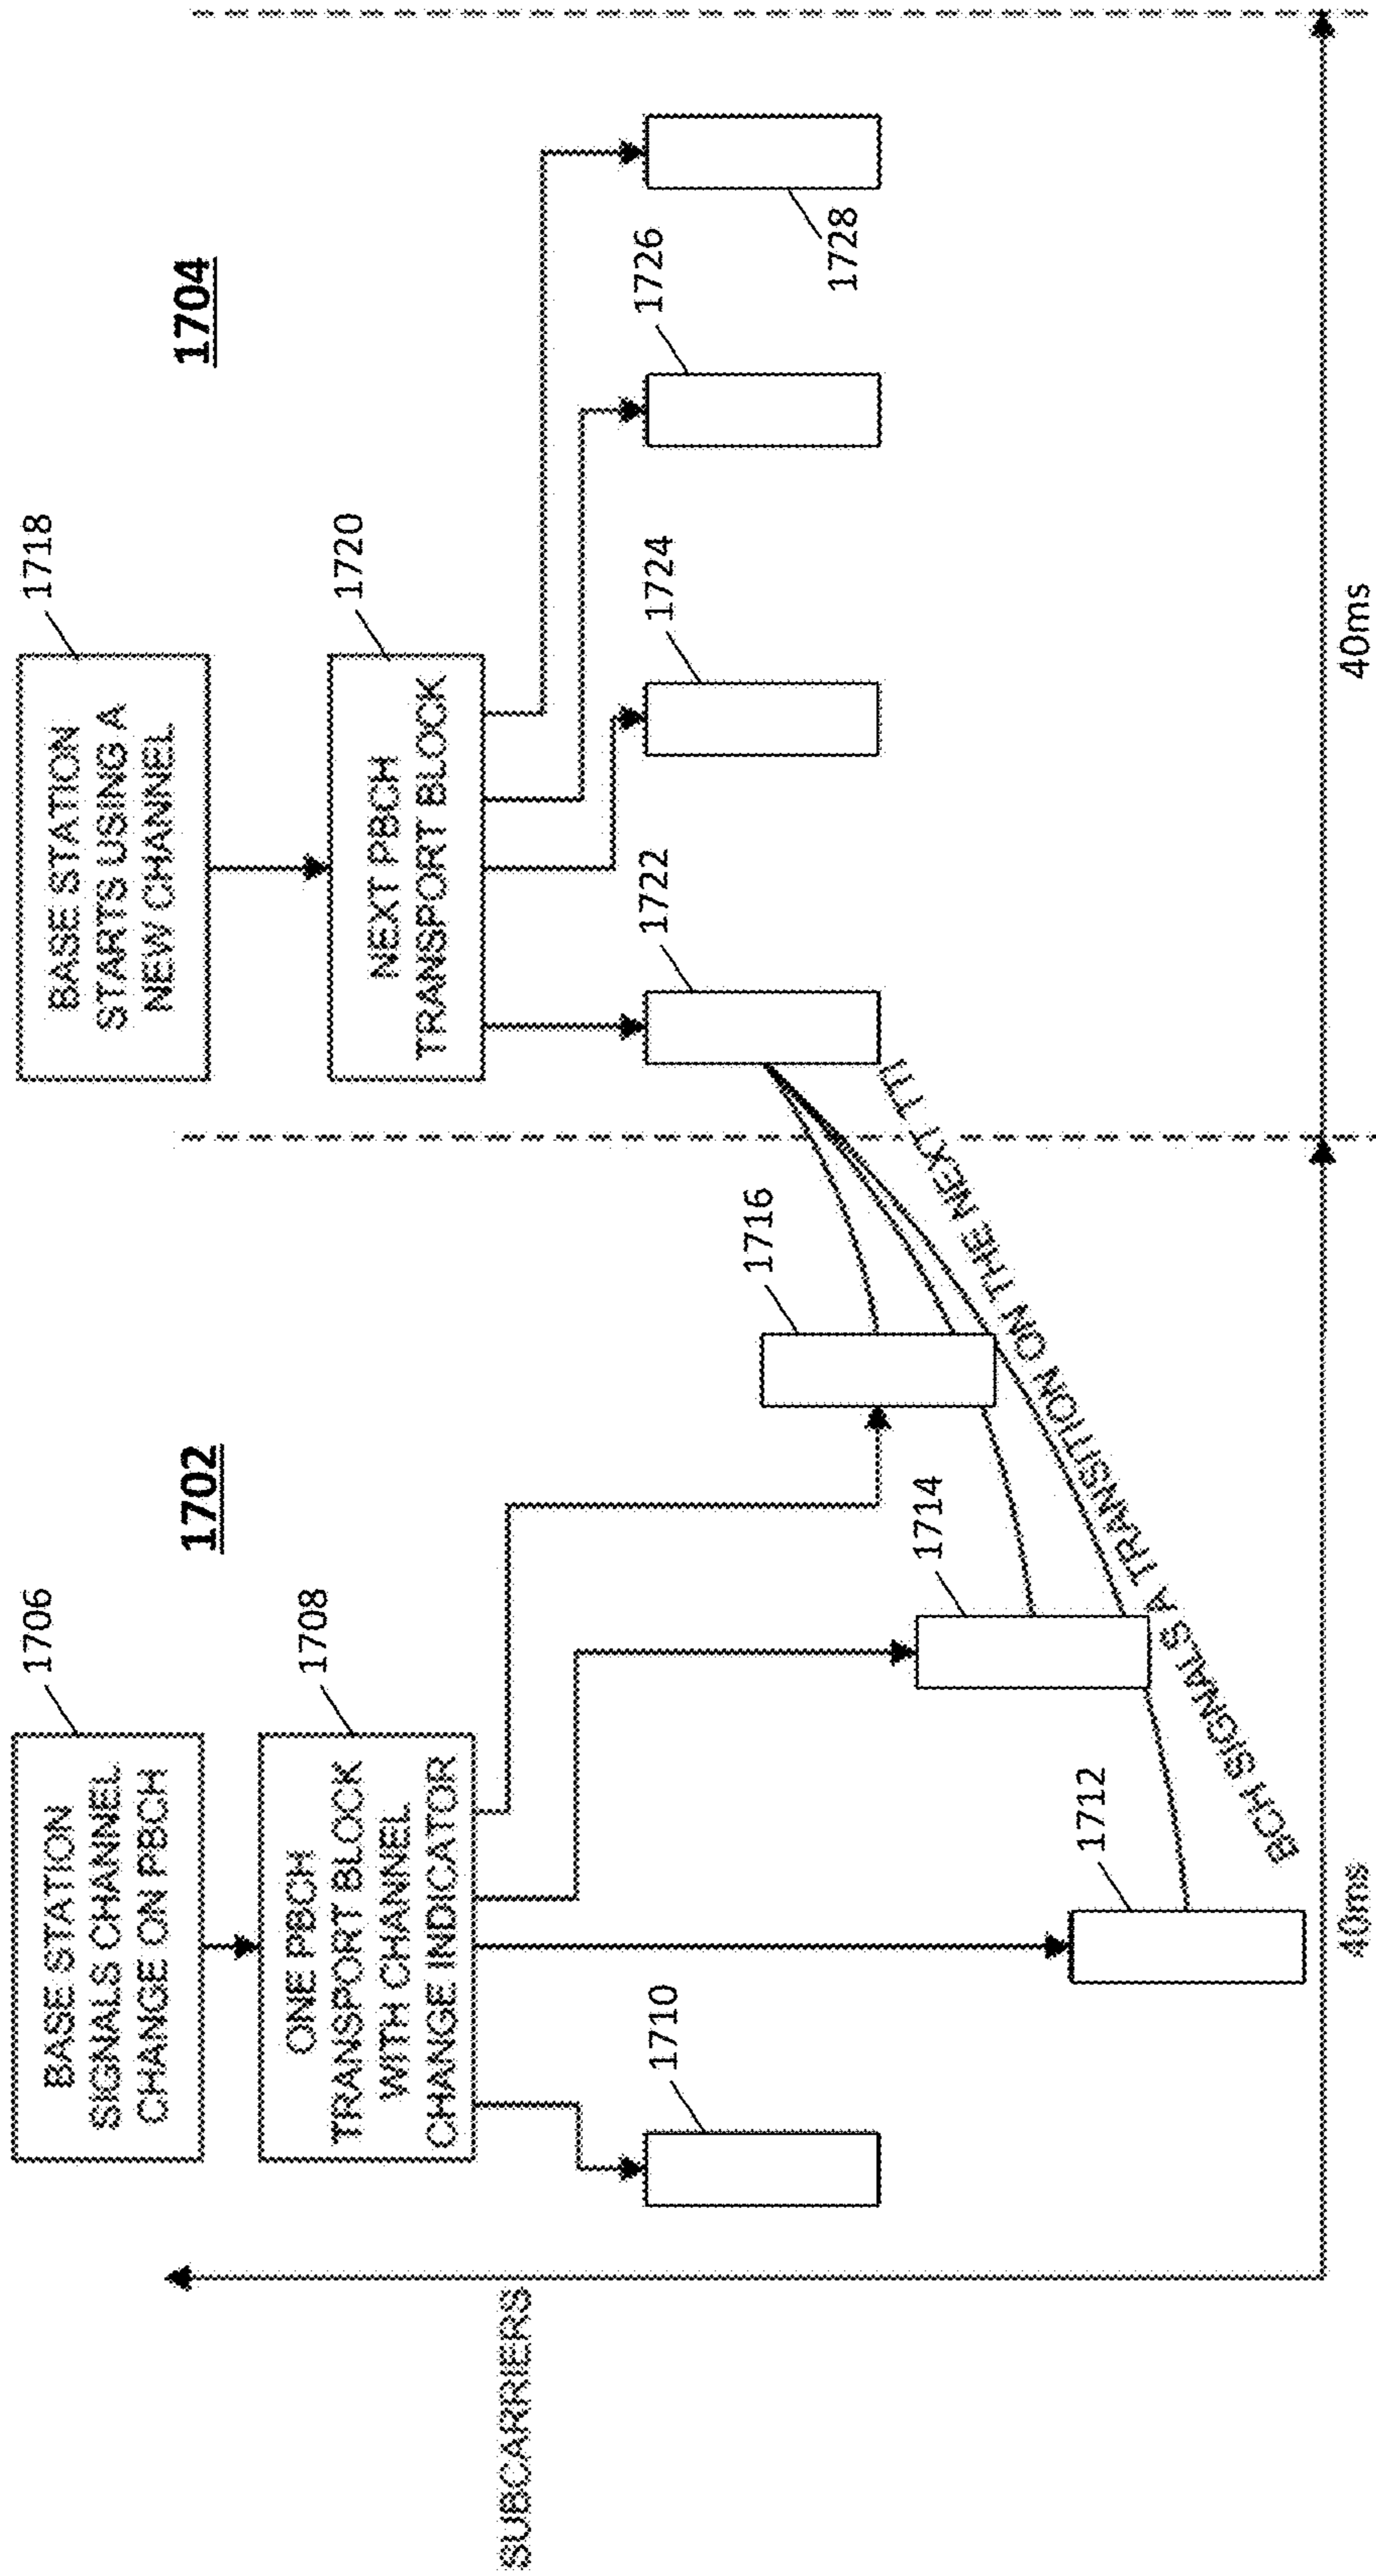 1702
1704
1706
BASE STATION
SIGNALS CHANNEL
CHANGE ON PBCH
1708
ONE PBCH
TRANSPORT BLOCK
WITH CHANNEL
CHANGE INDICATOR
1718
BASE STATION
STARTS USING A
NEW CHANNEL
1720
NEXT PBCH
TRANSPORT BLOCK
SUBCARRIERS
1710
1712
1714
1716
1722
1724
1726
1728
BCH SIGNALS A TRANSITION ON THE NEXT TTI
40ms
40ms